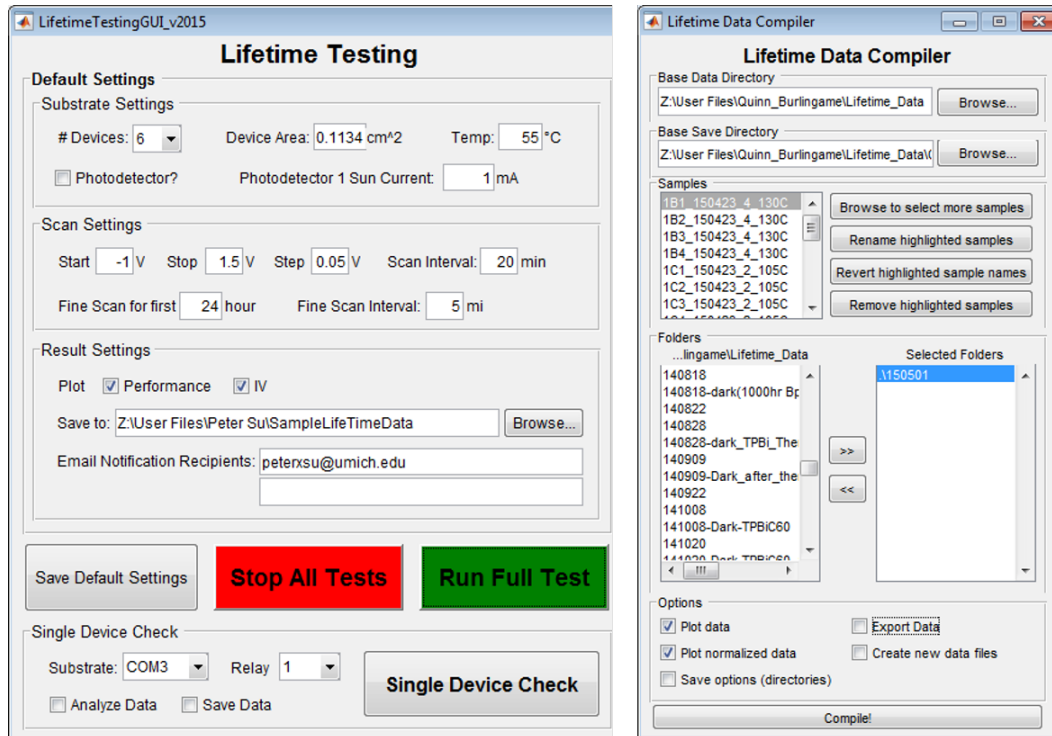 LifetimeTestingGUI_v2015
Lifetime Testing
Default Settings
Substrate Settings
# Devices: 6 Device Area: 0.1134 cm^2 Temp: 55 °C
Photodetector? Photodetector 1 Sun Current: 1 mA
Scan Settings
Start -1 V Stop 1.5 V Step 0.05 V Scan Interval: 20 min
Fine Scan for first 24 hour Fine Scan Interval: 5 mi
Result Settings
Plot Performance IV
Save to: Z:\User Files\Peter Su\SampleLifeTimeData Browse...
Email Notification Recipients: peterxsu@umich.edu
Save Default Settings Stop All Tests Run Full Test
Single Device Check
Substrate: COM3 Relay 1
Analyze Data Save Data
Single Device Check
Lifetime Data Compiler
Lifetime Data Compiler
Base Data Directory
Z:\User Files\Quinn_Burlingame\Lifetime_Data Browse...
Base Save Directory
Z:\User Files\Quinn_Burlingame\Lifetime_Data\( Browse...
Samples
1B1_150423_4_130C
1B2_150423_4_130C
1B3_150423_4_130C
1B4_150423_4_130C
1C1_150423_2_105C
1C2_150423_2_105C
1C3_150423_2_105C
Browse to select more samples
Rename highlighted samples
Revert highlighted sample names
Remove highlighted samples
Folders
...lingame\Lifetime_Data
140818
140818-dark(1000hr Bp
140822
140828
140828-dark_TPBi_The
140909
140909-Dark_after_the
140922
141008
141008-Dark-TPBiC60
141020
141020-Dark-TPBiC60
>>
<<
Selected Folders
.\150501
Options
Plot data Export Data
Plot normalized data Create new data files
Save options (directories)
Compile!